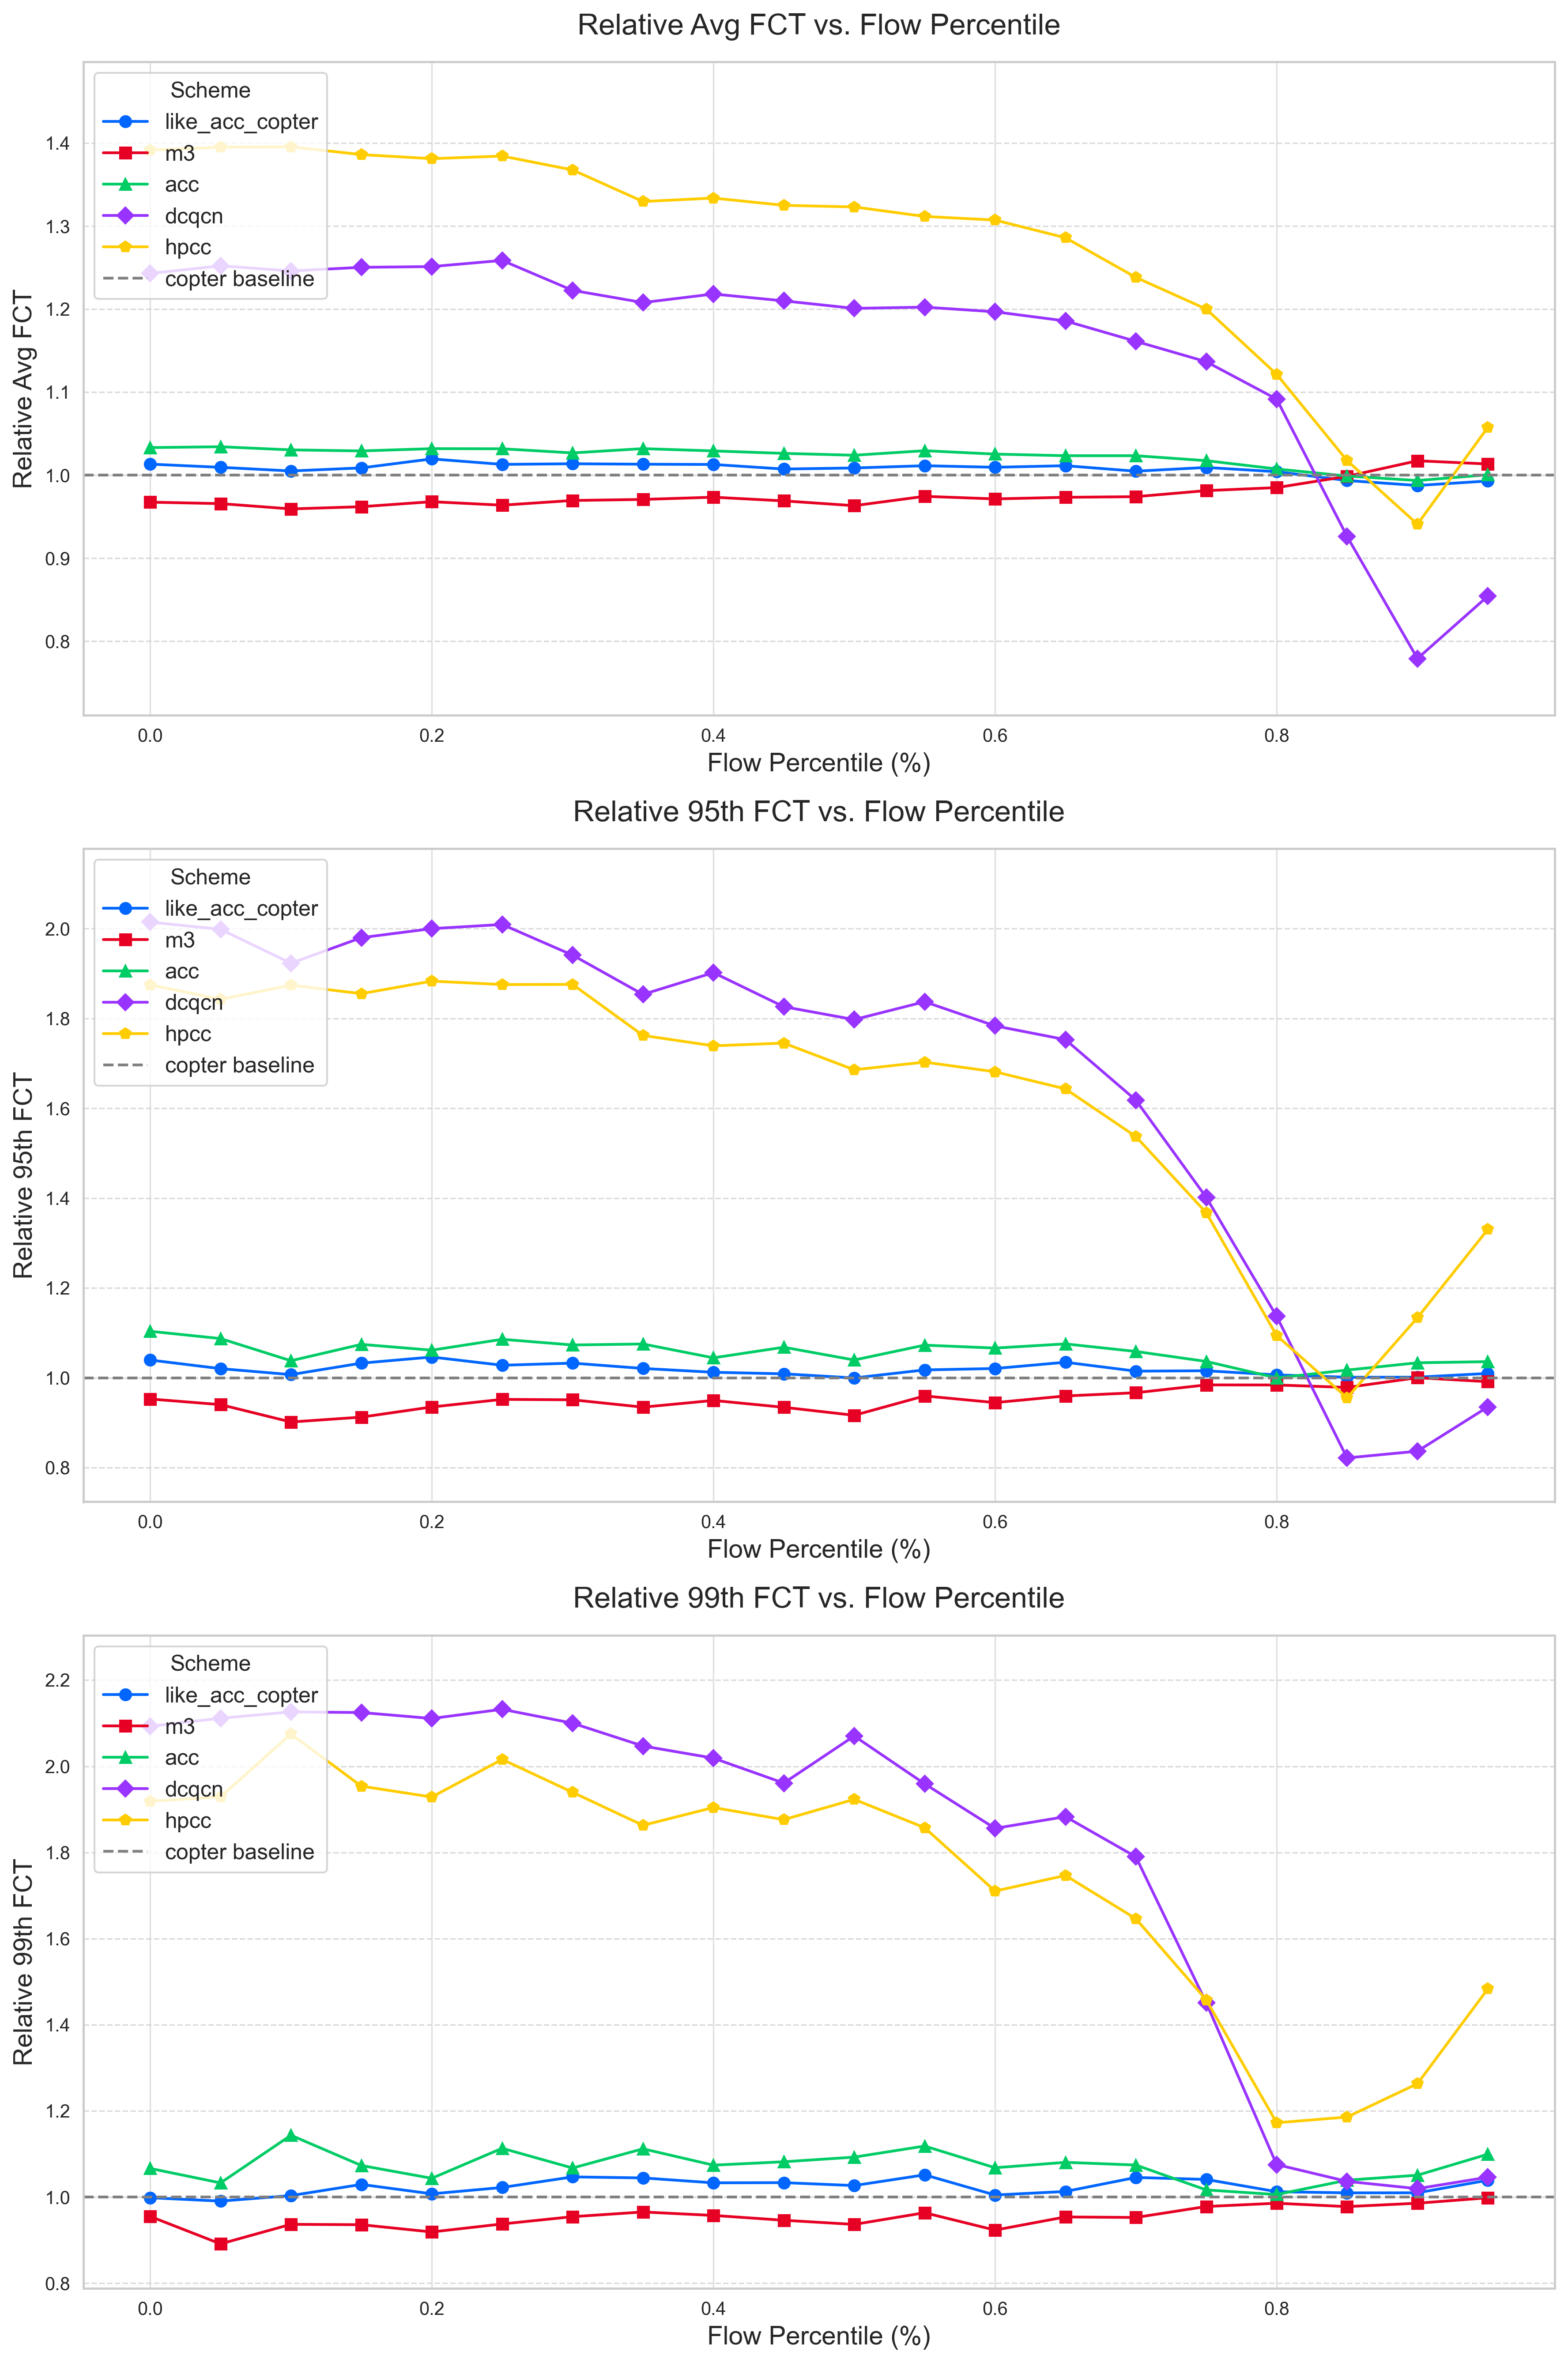 Relative Avg FCT vs. Flow Percentile
Scheme
like_acc_copter
m3
acc
dcqcn
hpcc
copter baseline
1.4
1.3
1.2
1.1
1.0
0.9
0.8
Relative Avg FCT
0.0
0.2
0.4
0.6
0.8
Flow Percentile (%)
Relative 95th FCT vs. Flow Percentile
Scheme
like_acc_copter
m3
acc
dcqcn
hpcc
copter baseline
2.0
1.8
1.6
1.4
1.2
1.0
0.8
Relative 95th FCT
0.0
0.2
0.4
0.6
0.8
Flow Percentile (%)
Relative 99th FCT vs. Flow Percentile
Scheme
like_acc_copter
m3
acc
dcqcn
hpcc
copter baseline
2.2
2.0
1.8
1.6
1.4
1.2
1.0
0.8
Relative 99th FCT
0.0
0.2
0.4
0.6
0.8
Flow Percentile (%)